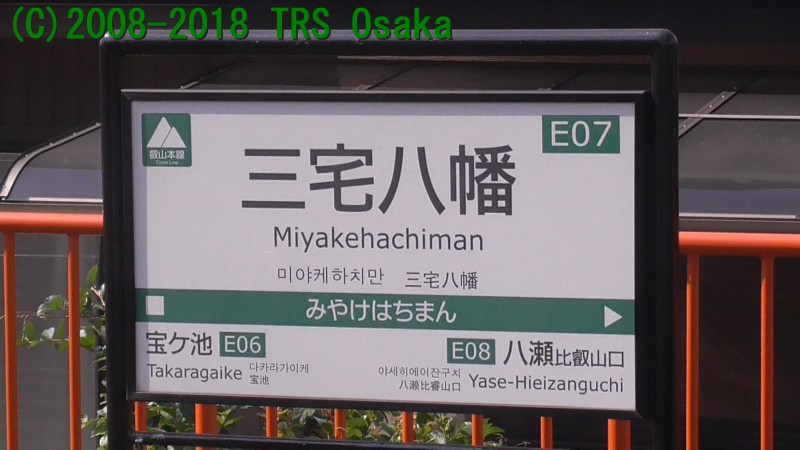 (C)2008-2018 TRS Osaka
E07
叡山本線
Eizan Line
三宅八幡
Miyakehachiman
미야케하치만 三宅八幡
みやけはちまん
宝ケ池 E06
Takaragaike 다카라가이케
宝池
E08 八瀬比叡山口
야세히에이잔구치
八濑比睿山口 Yase-Hieizanguchi